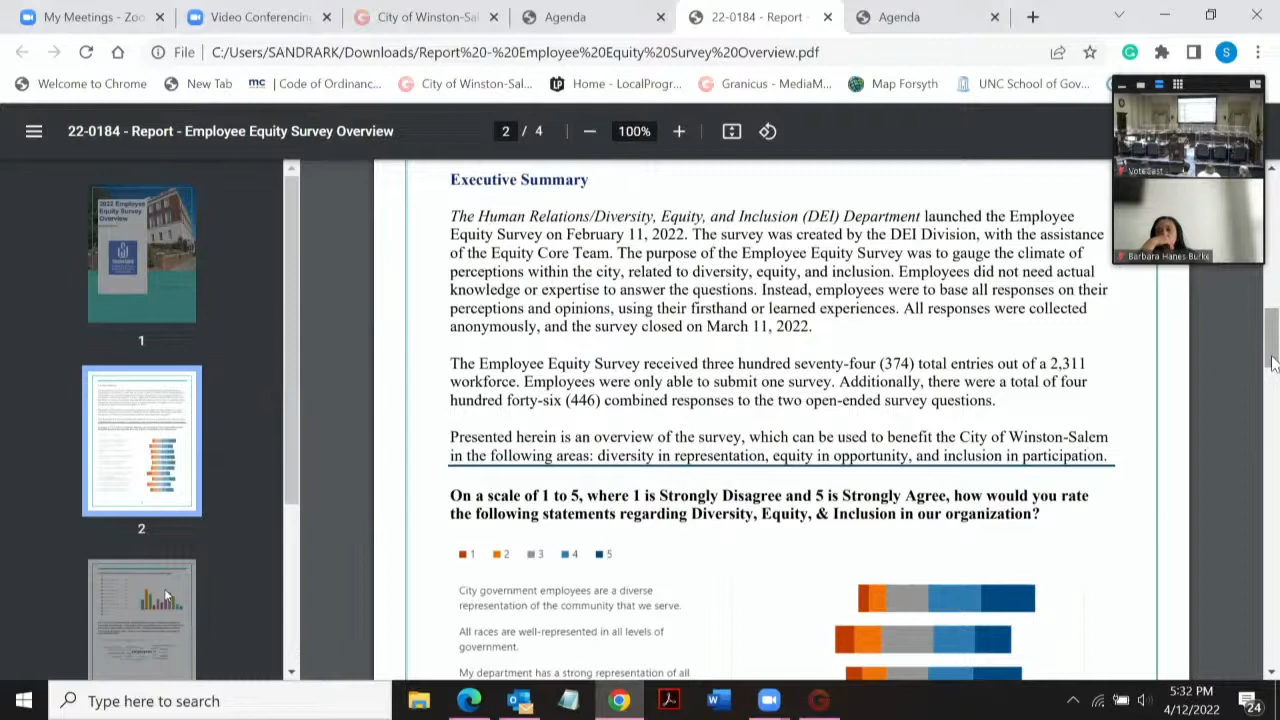 My Meetings - Zoo
Video Conferencin
City of Winston-Sal
Agenda
22-0184 - Report -
Agenda
File
C:/Users/SANDRARK/Downloads/Report%20-%20Employee%20Equity%20Survey%20Overview.pdf
S
Welcome to Chrome
New Tab
mc
Code of Ordinanc...
City of Winston-Sal...
Home - LocalProgr...
Granicus - MediaM...
Map Forsyth
UNC School of Gov...
22-0184 - Report - Employee Equity Survey Overview
2 / 4
100%
VoteCast
Barbara Hanes Burke
2022 Employee
Equity Survey
Overview
1
2
Executive Summary
The Human Relations/Diversity, Equity, and Inclusion (DEI) Department launched the Employee
Equity Survey on February 11, 2022. The survey was created by the DEI Division, with the assistance
of the Equity Core Team. The purpose of the Employee Equity Survey was to gauge the climate of
perceptions within the city, related to diversity, equity, and inclusion. Employees did not need actual
knowledge or expertise to answer the questions. Instead, employees were to base all responses on their
perceptions and opinions, using their firsthand or learned experiences. All responses were collected
anonymously, and the survey closed on March 11, 2022.
The Employee Equity Survey received three hundred seventy-four (374) total entries out of a 2,311
workforce. Employees were only able to submit one survey. Additionally, there were a total of four
hundred forty-six (446) combined responses to the two open-ended survey questions.
Presented herein is an overview of the survey, which can be used to benefit the City of Winston-Salem
in the following areas: diversity in representation, equity in opportunity, and inclusion in participation.
On a scale of 1 to 5, where 1 is Strongly Disagree and 5 is Strongly Agree, how would you rate
the following statements regarding Diversity, Equity, & Inclusion in our organization?
1 2 3 4 5
City government employees are a diverse
representation of the community that we serve.
All races are well-represented in all levels of
government.
My department has a strong representation of all
Type here to search
5:32 PM
4/12/2022
24